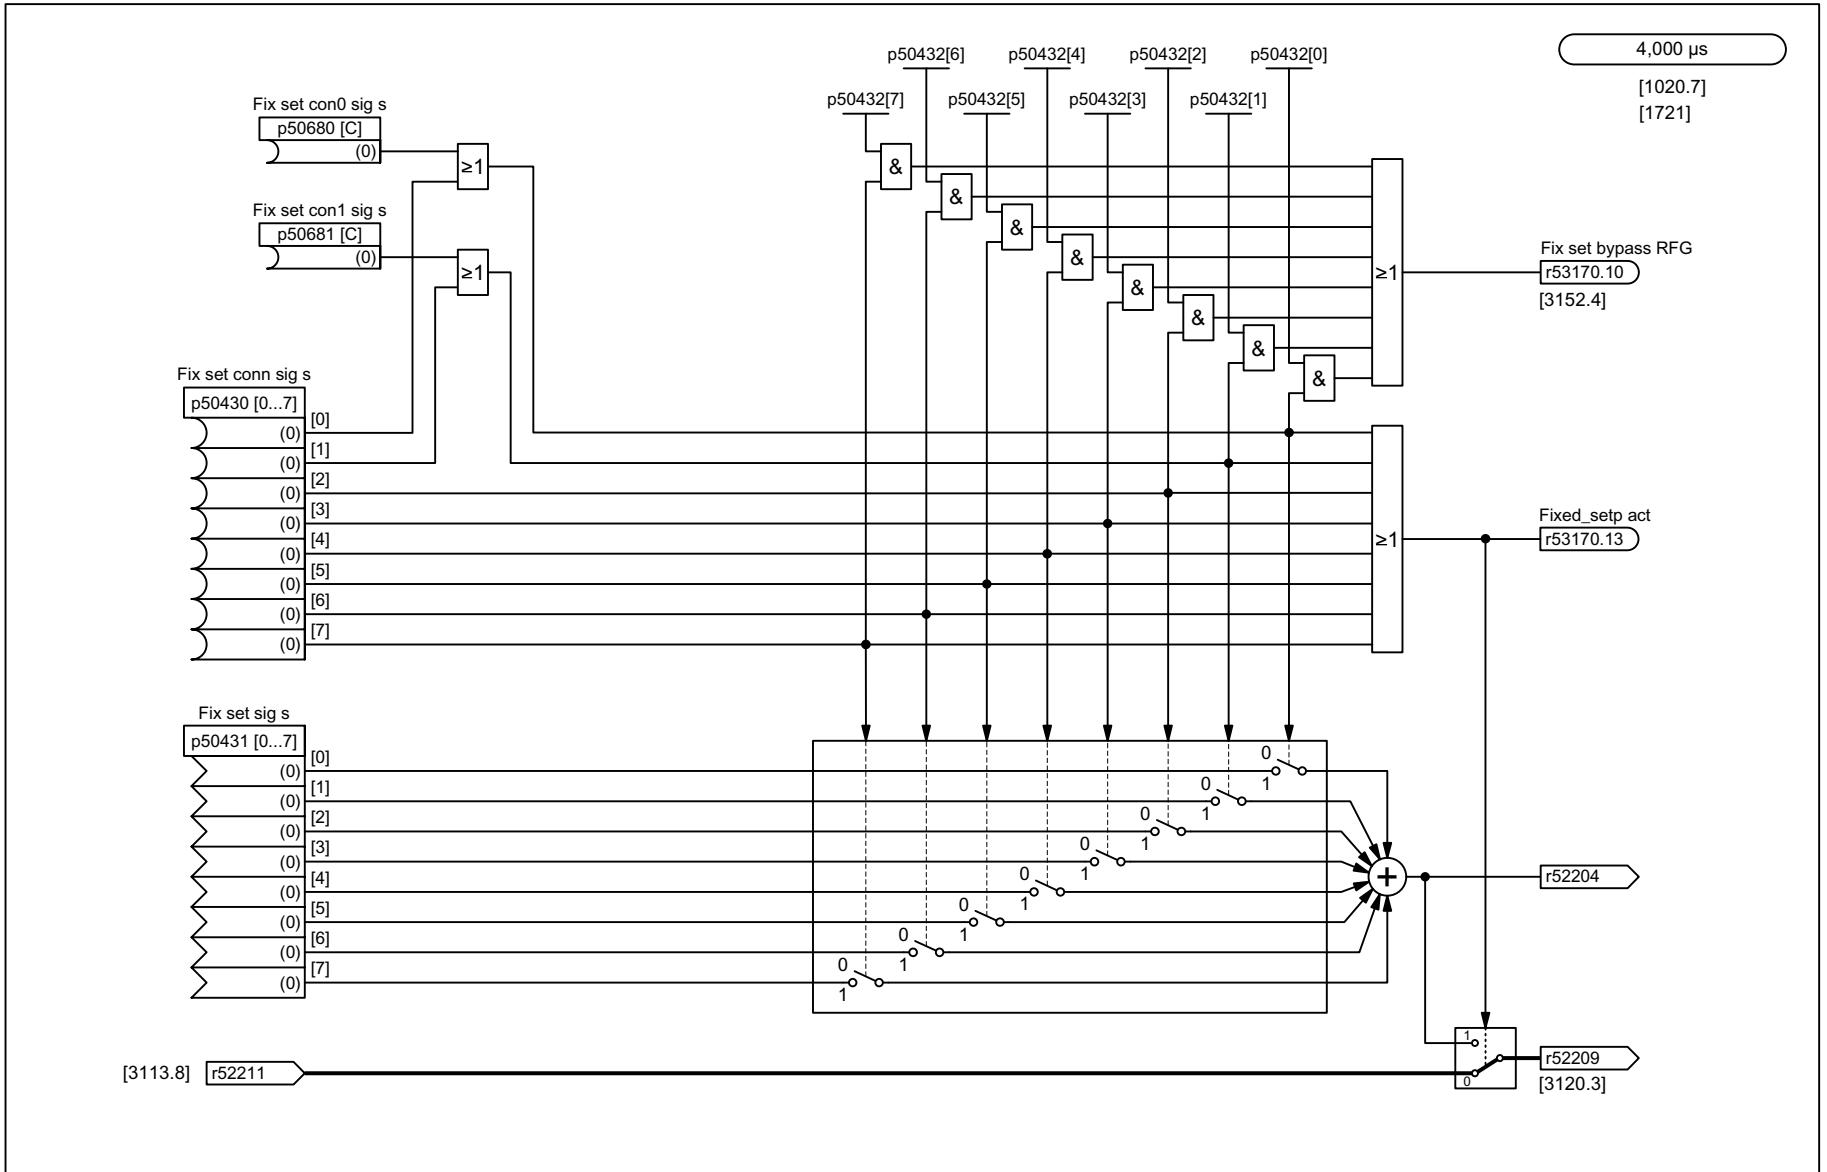 p50432[6]
p50432[4]
p50432[2]
p50432[0]
4,000 µs
[1020.7]
[1721]
p50432[7]
p50432[5]
p50432[3]
p50432[1]
Fix set con0 sig s
p50680 [C]
(0)
≥1
Fix set con1 sig s
p50681 [C]
(0)
≥1
&
&
&
&
&
&
&
&
≥1
Fix set bypass RFG
r53170.10
[3152.4]
Fix set conn sig s
p50430 [0...7]
(0) [0]
(0) [1]
(0) [2]
(0) [3]
(0) [4]
(0) [5]
(0) [6]
(0) [7]
≥1
Fixed_setp act
r53170.13
Fix set sig s
p50431 [0...7]
(0) [0]
(0) [1]
(0) [2]
(0) [3]
(0) [4]
(0) [5]
(0) [6]
(0) [7]
0
1
0
1
0
1
0
1
0
1
0
1
0
1
0
1
+
r52204
[3113.8] r52211
1
0
r52209
[3120.3]